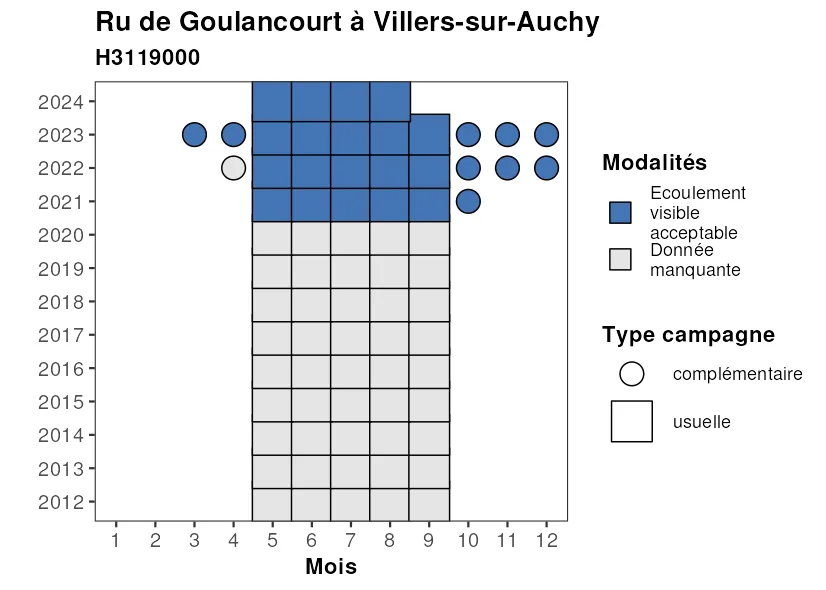 Ru de Goulancourt à Villers-sur-Auchy
H3119000
2024
2023
2022
2021
2020
2019
2018
2017
2016
2015
2014
2013
2012
1 2 3 4 5 6 7 8 9 10 11 12
Mois
Modalités
Ecoulement
visible
acceptable
Donnée
manquante
Type campagne
complémentaire
usuelle